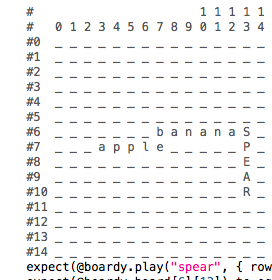 # 1 1 1 1 1
# 0 1 2 3 4 5 6 7 8 9 0 1 2 3 4
#0 _ _ _ _ _ _ _ _ _ _ _ _ _ _ _
#1 _ _ _ _ _ _ _ _ _ _ _ _ _ _ _
#2 _ _ _ _ _ _ _ _ _ _ _ _ _ _ _
#3 _ _ _ _ _ _ _ _ _ _ _ _ _ _ _
#4 _ _ _ _ _ _ _ _ _ _ _ _ _ _ _
#5 _ _ _ _ _ _ _ _ _ _ _ _ _ _ _
#6 _ _ _ _ _ _ _ b a n a n a S _
#7 _ _ _ a p p l e _ _ _ _ _ P _
#8 _ _ _ _ _ _ _ _ _ _ _ _ _ E _
#9 _ _ _ _ _ _ _ _ _ _ _ _ _ A _
#10 _ _ _ _ _ _ _ _ _ _ _ _ _ R _
#11 _ _ _ _ _ _ _ _ _ _ _ _ _ _ _
#12 _ _ _ _ _ _ _ _ _ _ _ _ _ _ _
#13 _ _ _ _ _ _ _ _ _ _ _ _ _ _ _
#14 _ _ _ _ _ _ _ _ _ _ _ _ _ _ _
expect(@boardy.play("spear", { row